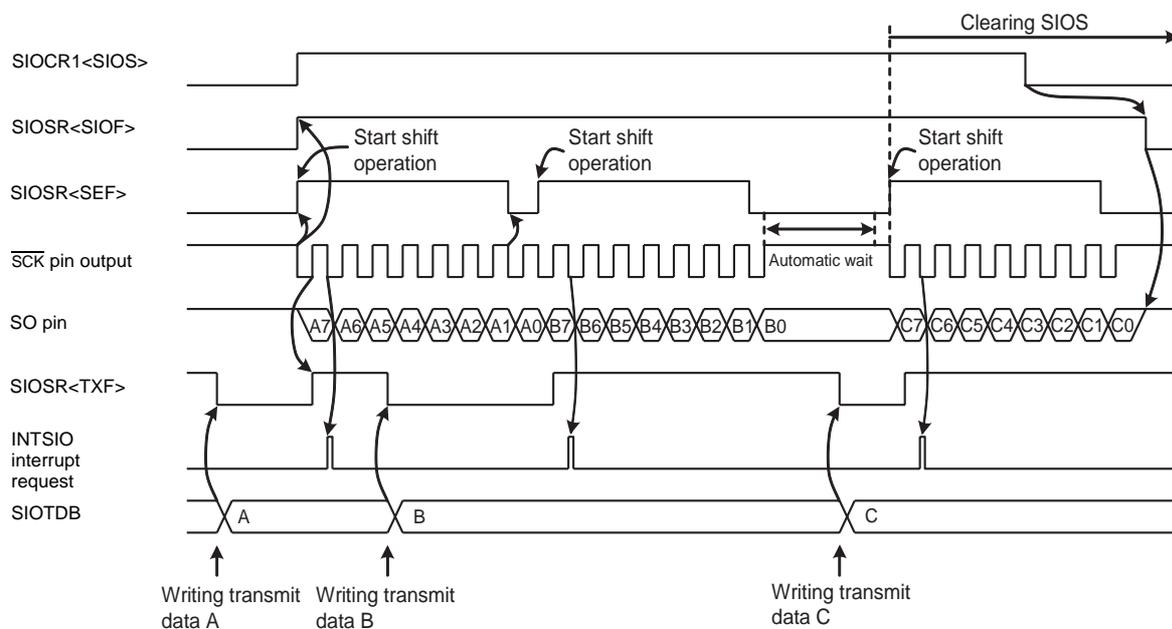 Clearing SIOS
SIOCR1<SIOS>
SIOSR<SIOF>
Start shift
operation
Start shift
operation
Start shift
operation
SIOSR<SEF>
SCK pin output
Automatic wait
SO pin
A7 A6 A5 A4 A3 A2 A1 A0 B7 B6 B5 B4 B3 B2 B1 B0 C7 C6 C5 C4 C3 C2 C1 C0
SIOSR<TXF>
INTSIO
interrupt
request
SIOTDB
A B C
Writing transmit
data A
Writing transmit
data B
Writing transmit
data C